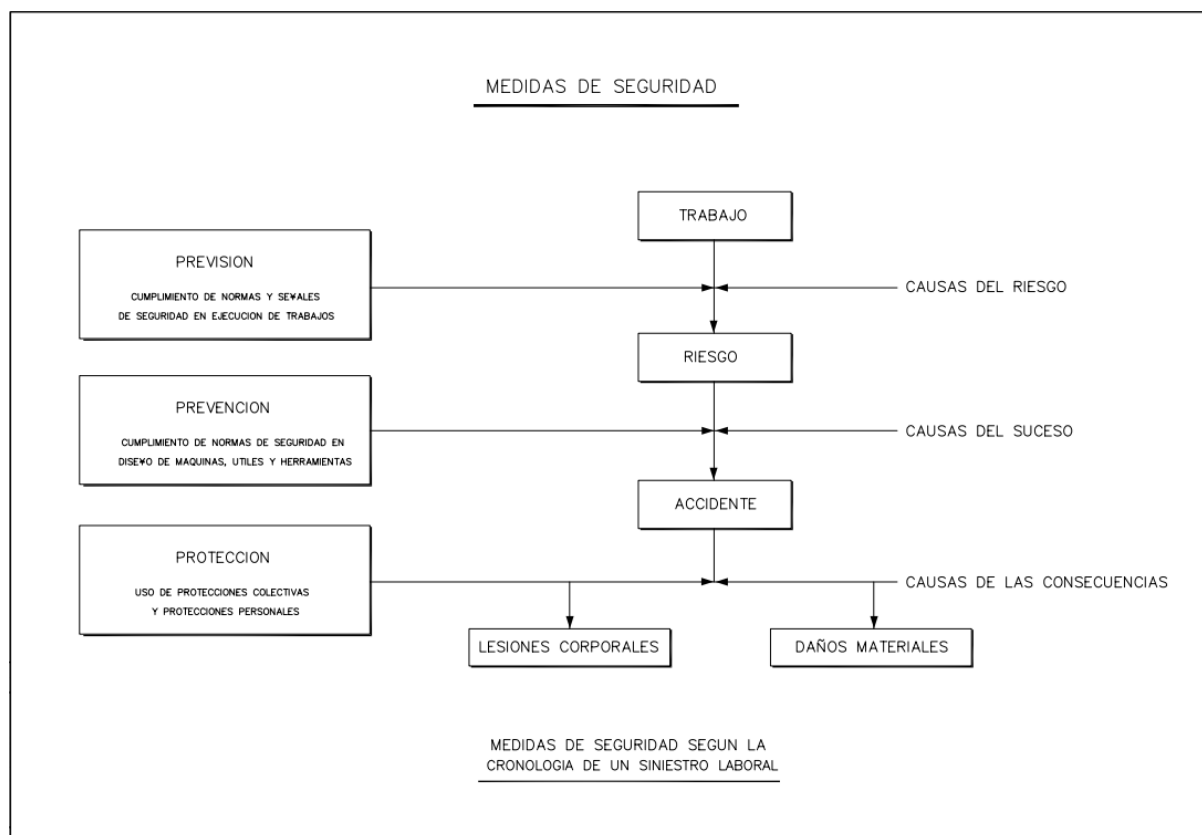 MEDIDAS DE SEGURIDAD
TRABAJO
PREVISION
CUMPLIMIENTO DE NORMAS Y SE¥ALES
DE SEGURIDAD EN EJECUCION DE TRABAJOS
CAUSAS DEL RIESGO
RIESGO
PREVENCION
CUMPLIMIENTO DE NORMAS DE SEGURIDAD EN
DISE¥O DE MAQUINAS, UTILES Y HERRAMIENTAS
CAUSAS DEL SUCESO
ACCIDENTE
PROTECCION
USO DE PROTECCIONES COLECTIVAS
Y PROTECCIONES PERSONALES
CAUSAS DE LAS CONSECUENCIAS
LESIONES CORPORALES
DAÑOS MATERIALES
MEDIDAS DE SEGURIDAD SEGUN LA
CRONOLOGIA DE UN SINIESTRO LABORAL